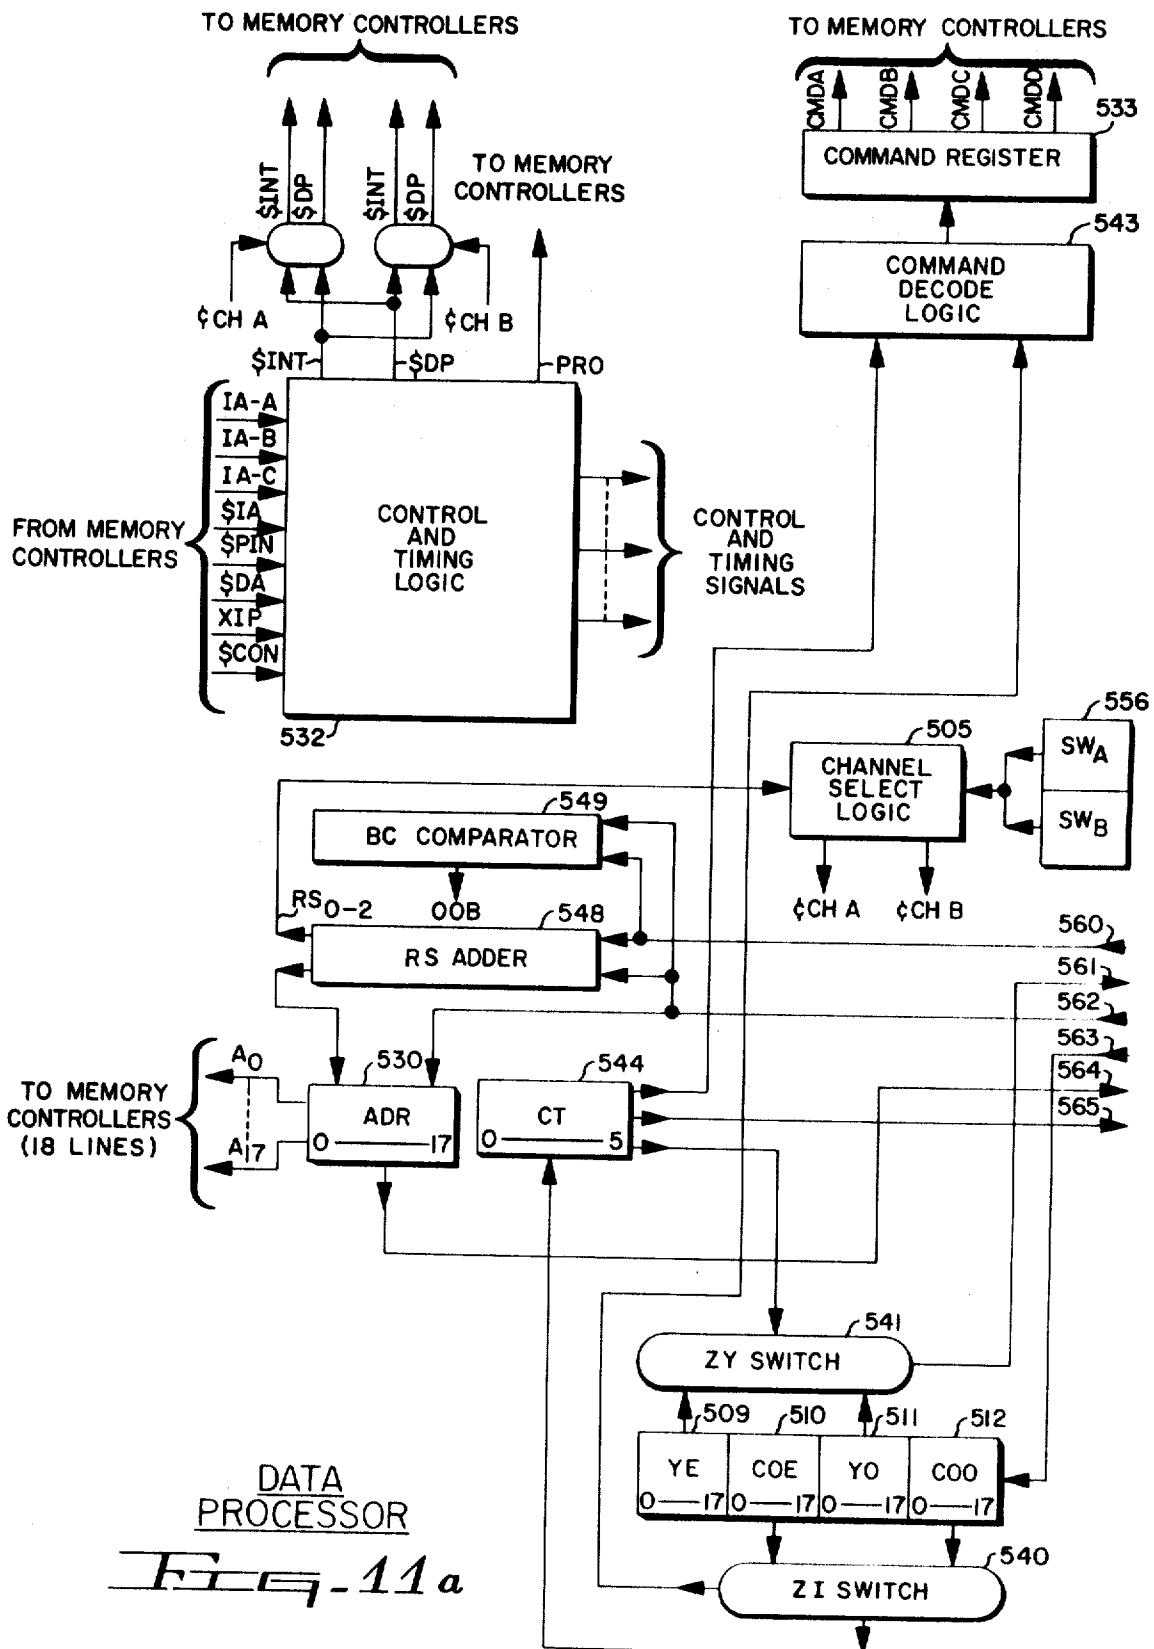 TO MEMORY CONTROLLERS
TO MEMORY CONTROLLERS
CMDA
CMDB
CMDC
CMDD
533
COMMAND REGISTER
$INT
$DP
$INT
$DP
TO MEMORY
CONTROLLERS
543
COMMAND
DECODE
LOGIC
¢CH A
¢CH B
$INT
$DP
PRO
IA-A
IA-B
IA-C
$IA
$PIN
$DA
XIP
$CON
FROM MEMORY
CONTROLLERS
CONTROL
AND
TIMING
LOGIC
CONTROL
AND
TIMING
SIGNALS
532
505
556
CHANNEL
SELECT
LOGIC
SWA
SWB
549
BC COMPARATOR
¢CH A
¢CH B
RS0-2
OOB
548
RS ADDER
560
561
562
563
564
565
TO MEMORY
CONTROLLERS
(18 LINES)
A0
A17
530
ADR
0 17
544
CT
0 5
541
ZY SWITCH
509
510
511
512
YE
COE
YO
COO
0 17
0 17
0 17
0 17
540
ZI SWITCH
DATA
PROCESSOR
Fig-11a